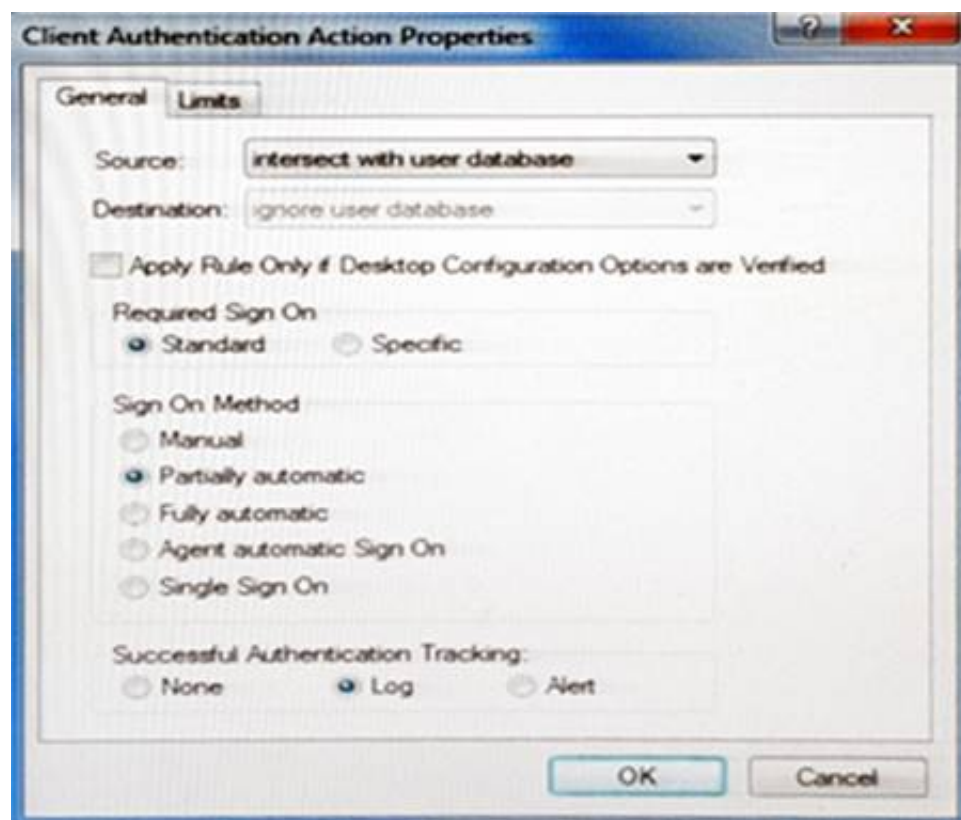 Client Authentication Action Properties
?
General Limits
Source: intersect with user database
Destination: ignore user database
Apply Rule Only if Desktop Configuration Options are Verified
Required Sign On
Standard Specific
Sign On Method
Manual
Partially automatic
Fully automatic
Agent automatic Sign On
Single Sign On
Successful Authentication Tracking:
None Log Alert
OK Cancel